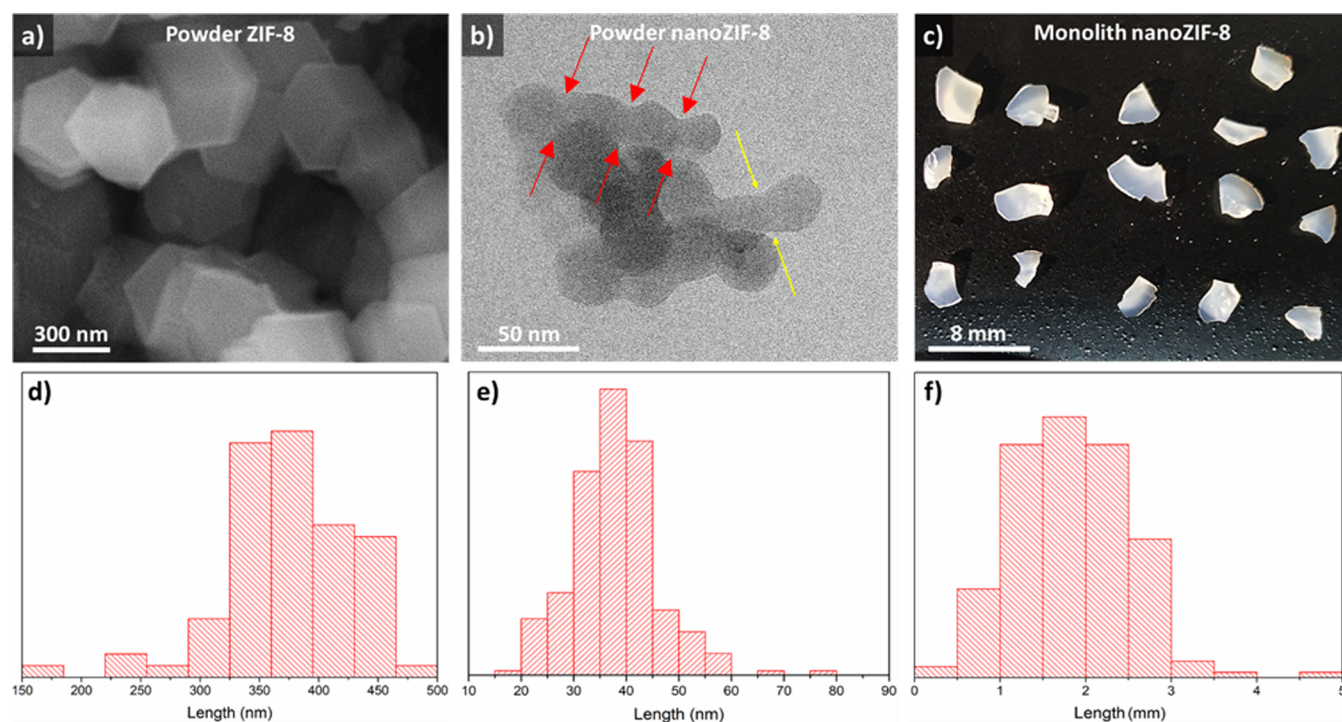 a) Powder ZIF-8
300 nm
b) Powder nanoZIF-8
50 nm
c) Monolith nanoZIF-8
8 mm
d)
150 200 250 300 350 400 450 500
Length (nm)
e)
10 20 30 40 50 60 70 80 90
Length (nm)
f)
0 1 2 3 4 5
Length (mm)